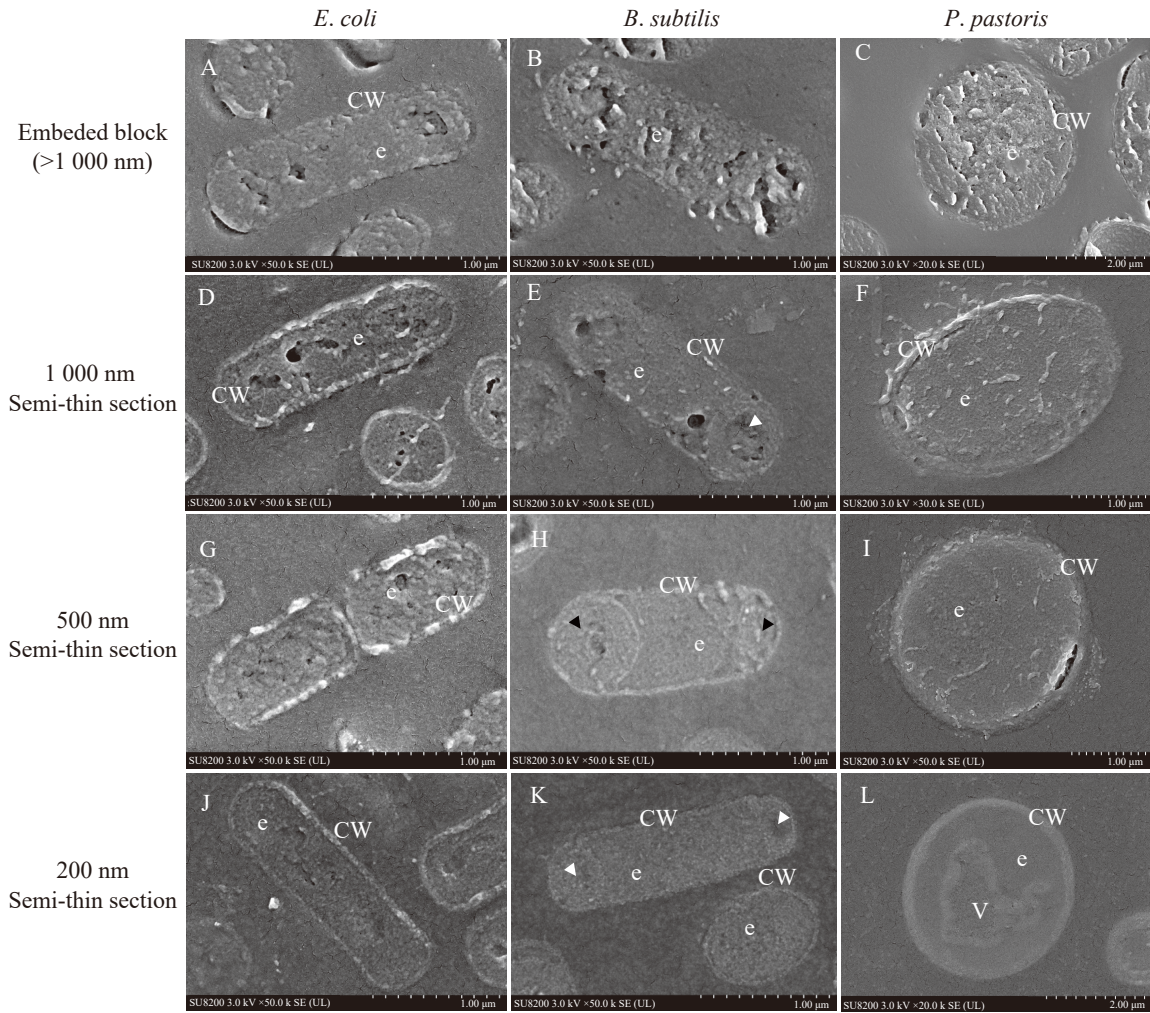 E. coli
B. subtilis
P. pastoris
Embeded block
(>1 000 nm)
A
CW
e
SU8200 3.0 kV ×50.0 k SE (UL)
1.00 μm
B
e
SU8200 3.0 kV ×50.0 k SE (UL)
1.00 μm
C
CW
e
SU8200 3.0 kV ×20.0 k SE (UL)
2.00 μm
1 000 nm
Semi-thin section
D
e
CW
:SU8200 3.0 kV ×50.0 k SE (UL)
1.00 μm
E
CW
e
SU8200 3.0 kV ×50.0 k SE (UL)
1.00 μm
F
CW
e
SU8200 3.0 kV ×30.0 k SE (UL)
1.00 μm
500 nm
Semi-thin section
G
e
CW
SU8200 3.0 kV ×50.0 k SE (UL)
1.00 μm
H
CW
e
SU8200 3.0 kV ×50.0 k SE (UL)
1.00 μm
I
CW
e
SU8200 3.0 kV ×50.0 k SE (UL)
1.00 μm
200 nm
Semi-thin section
J
e
CW
SU8200 3.0 kV ×50.0 k SE (UL)
1.00 μm
K
CW
e
CW
e
SU8200 3.0 kV ×50.0 k SE (UL)
1.00 μm
L
CW
e
V
SU8200 3.0 kV ×20.0 k SE (UL)
2.00 μm